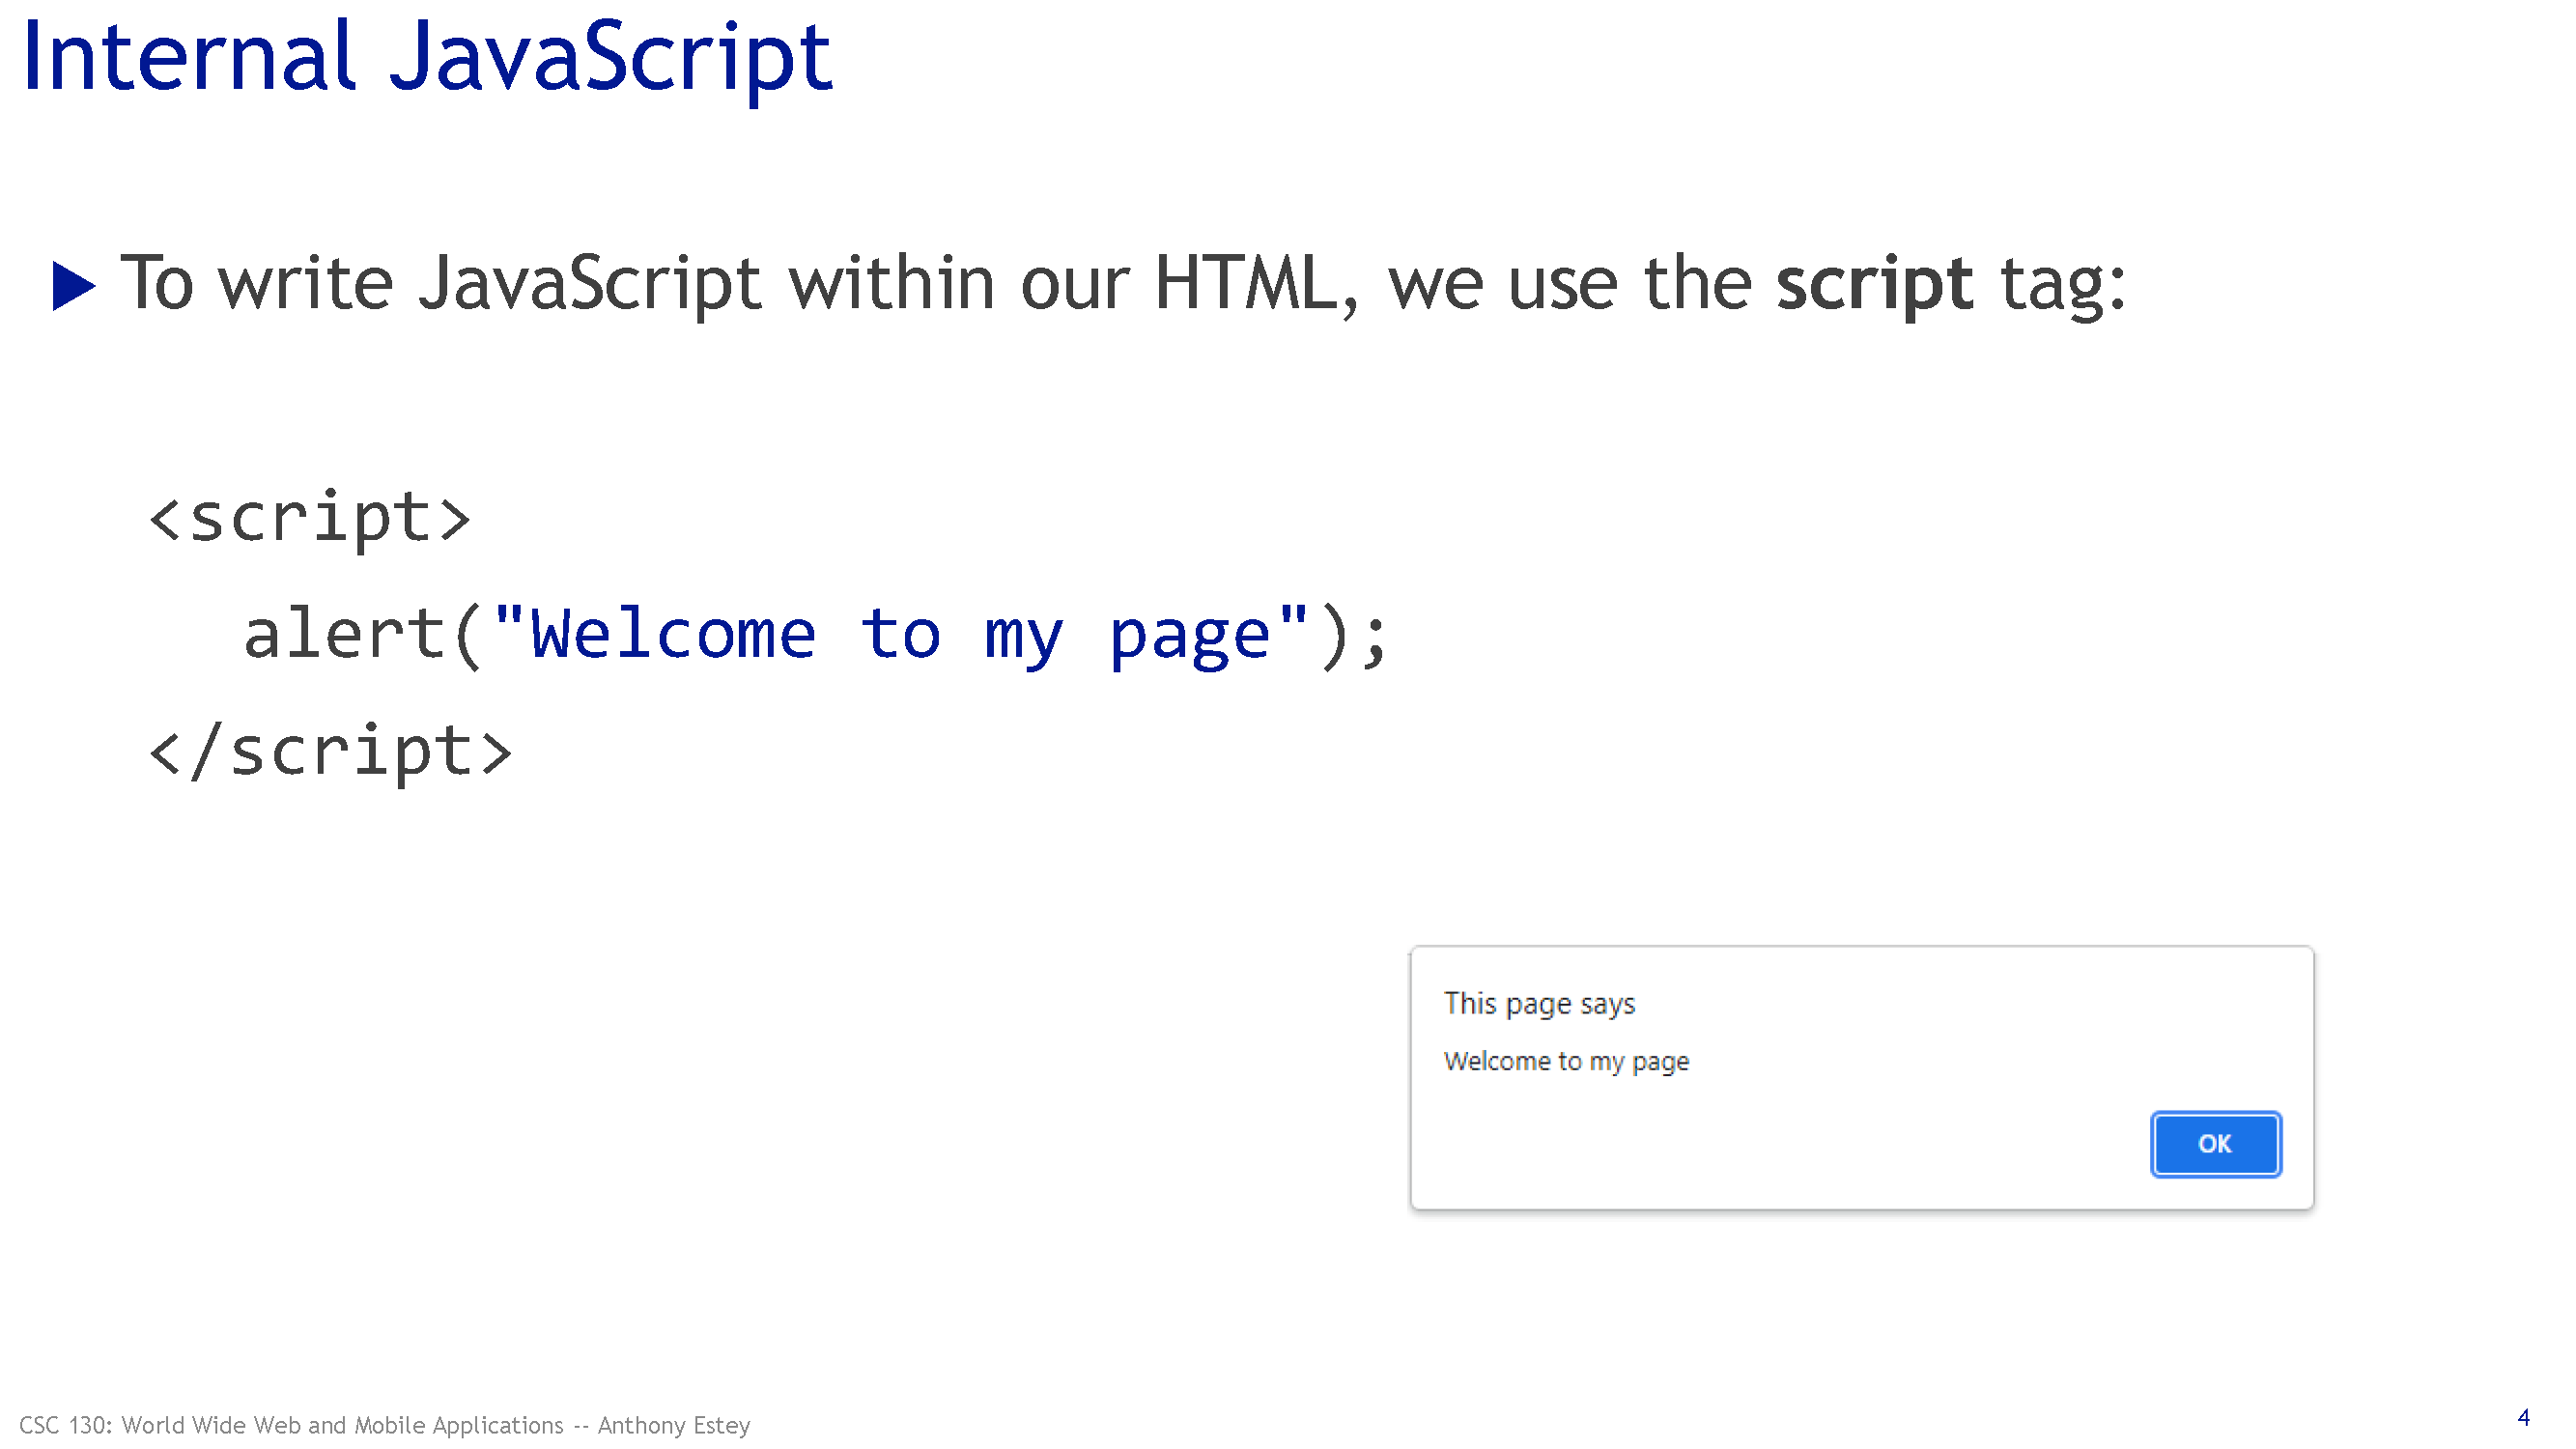 Internal JavaScript
To write JavaScript within our HTML, we use the script tag:
<script>
alert("Welcome to my page");
</script>
This page says
Welcome to my page
OK
CSC 130: World Wide Web and Mobile Applications -- Anthony Estey
4